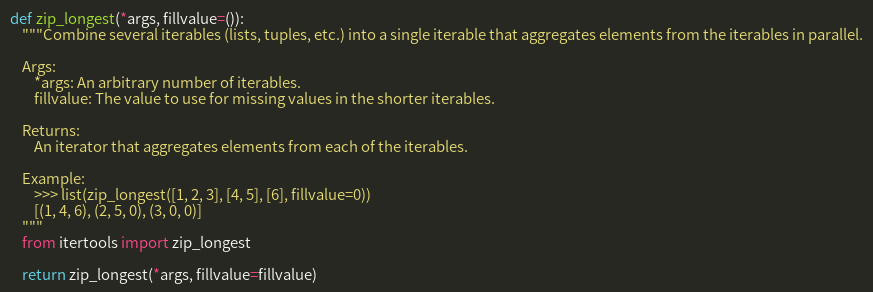 def zip_longest(*args, fillvalue=()):
    """Combine several iterables (lists, tuples, etc.) into a single iterable that aggregates elements from the iterables in parallel.

    Args:
        *args: An arbitrary number of iterables.
        fillvalue: The value to use for missing values in the shorter iterables.

    Returns:
        An iterator that aggregates elements from each of the iterables.

    Example:
        >>> list(zip_longest([1, 2, 3], [4, 5], [6], fillvalue=0))
        [(1, 4, 6), (2, 5, 0), (3, 0, 0)]
    """
    from itertools import zip_longest

    return zip_longest(*args, fillvalue=fillvalue)